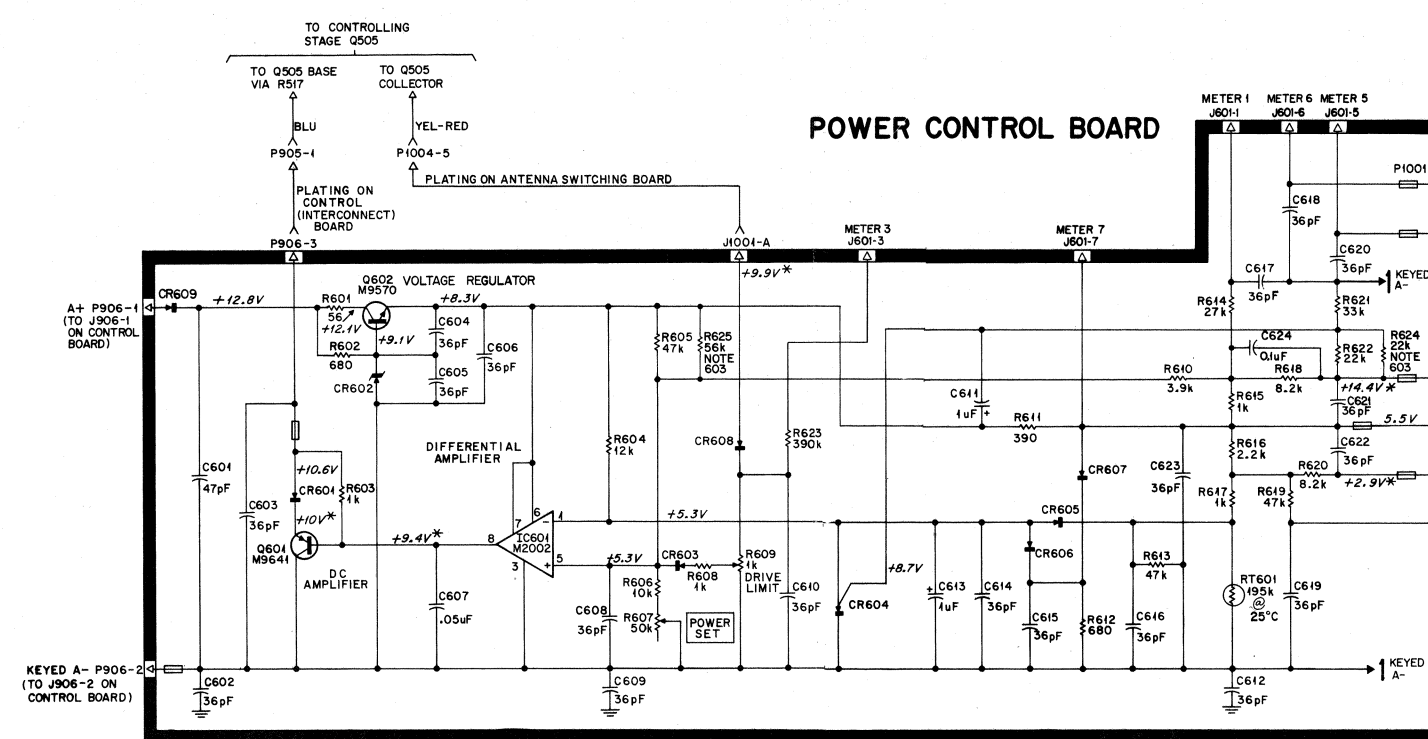 TO CONTROLLING
STAGE Q505
TO Q505 BASE
VIA R517
TO Q505
COLLECTOR
BLU
YEL-RED
P905-1
P1004-5
PLATING ON ANTENNA SWITCHING BOARD
PLATING ON
CONTROL
(INTERCONNECT)
BOARD
POWER CONTROL BOARD
METER 1
J601-1
METER 6
J601-6
METER 5
J601-5
P1001
P906-3
J1001-A
METER 3
J601-3
METER 7
J601-7
C618
36pF
C620
36pF
KEYED
A-
A+ P906-1
(TO J906-1
ON CONTROL
BOARD)
CR609
+12.8V
R601
56
+12.1V
Q602
M9570
VOLTAGE REGULATOR
+8.3V
+9.9V*
C617
36pF
R614
27k
R621
33k
R602
680
+9.1V
C604
36pF
C606
36pF
R605
47k
R625
56k
NOTE
603
C624
0.1uF
R622
22k
R624
22k
NOTE
603
CR602
C605
36pF
C611
1uF +
R610
3.9k
R618
8.2k
+14.4V*
R615
1k
C621
36pF
R611
390
5.5V
DIFFERENTIAL
AMPLIFIER
R604
12k
CR608
R623
390k
R616
2.2k
C622
36pF
C601
47pF
+10.6V
CR601
R603
1k
CR607
C623
36pF
R620
8.2k
+2.9V*
C603
36pF
+10V*
R617
1k
R619
47k
Q601
M9641
DC
AMPLIFIER
+9.4V*
8
7
6
-
1
IC601
M2002
3
+
5
+5.3V
+5.3V
CR603
R608
1k
R609
1k
DRIVE
LIMIT
CR605
CR606
R613
47k
C607
.05uF
C608
36pF
R606
10k
R607
50k
POWER
SET
C610
36pF
+8.7V
CR604
+
C613
1uF
C614
36pF
C615
36pF
R612
680
C616
36pF
RT601
195k
@
25°C
C619
36pF
KEYED A- P906-2
(TO J906-2 ON
CONTROL BOARD)
C602
36pF
C609
36pF
C612
36pF
KEYED
A-